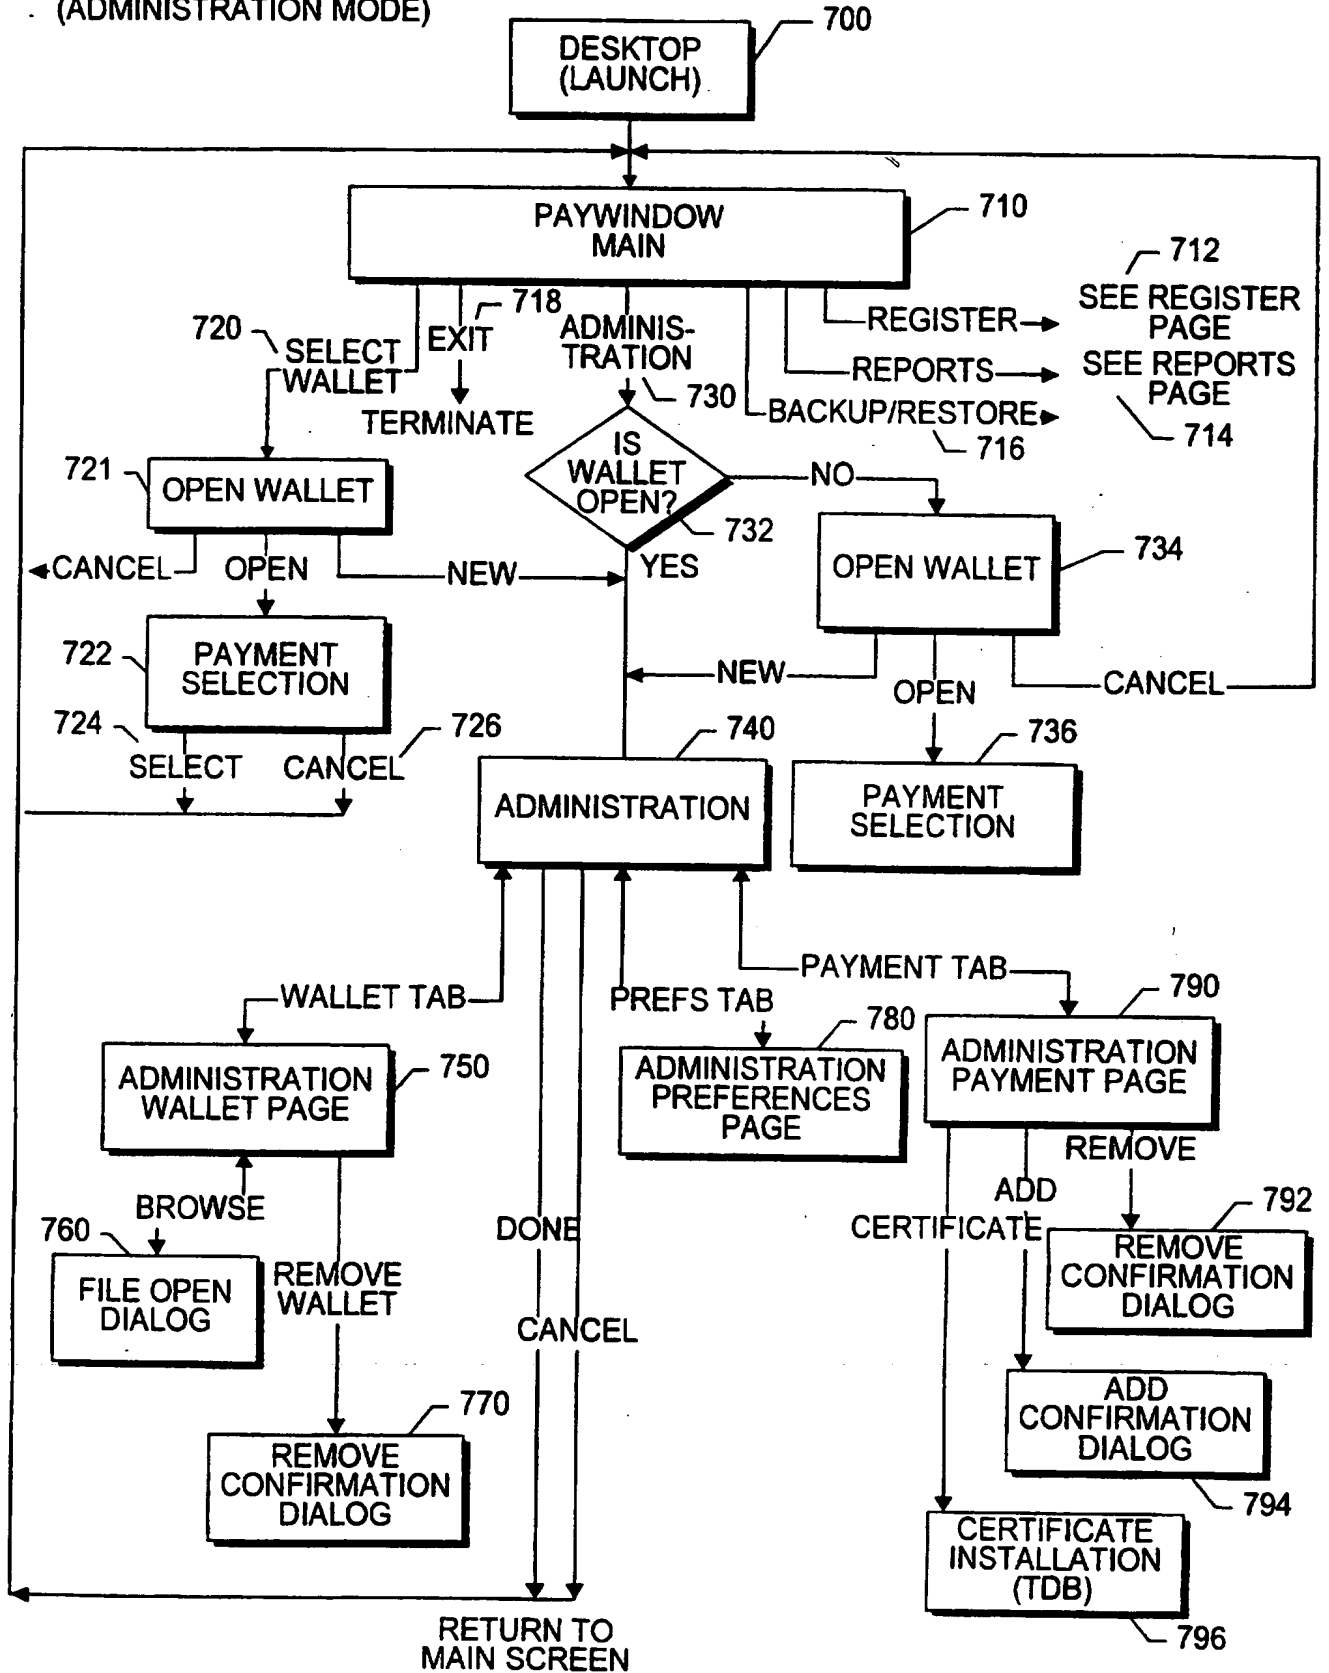 (ADMINISTRATION MODE)
700
DESKTOP
(LAUNCH)
PAYWINDOW
MAIN
710
712
SEE REGISTER
PAGE
718
720
SELECT
WALLET
EXIT
TERMINATE
ADMINIS-
TRATION
730
REGISTER
REPORTS
SEE REPORTS
PAGE
BACKUP/RESTORE
716
714
IS
WALLET
OPEN?
732
NO
YES
721
OPEN WALLET
CANCEL
OPEN
NEW
734
OPEN WALLET
722
PAYMENT
SELECTION
NEW
OPEN
CANCEL
724
SELECT
CANCEL
726
740
ADMINISTRATION
736
PAYMENT
SELECTION
WALLET TAB
PREFS TAB
PAYMENT TAB
750
ADMINISTRATION
WALLET PAGE
780
ADMINISTRATION
PREFERENCES
PAGE
790
ADMINISTRATION
PAYMENT PAGE
BROWSE
760
FILE OPEN
DIALOG
REMOVE
WALLET
DONE
CANCEL
REMOVE
ADD
CERTIFICATE
792
REMOVE
CONFIRMATION
DIALOG
770
REMOVE
CONFIRMATION
DIALOG
ADD
CONFIRMATION
DIALOG
794
CERTIFICATE
INSTALLATION
(TDB)
796
RETURN TO
MAIN SCREEN